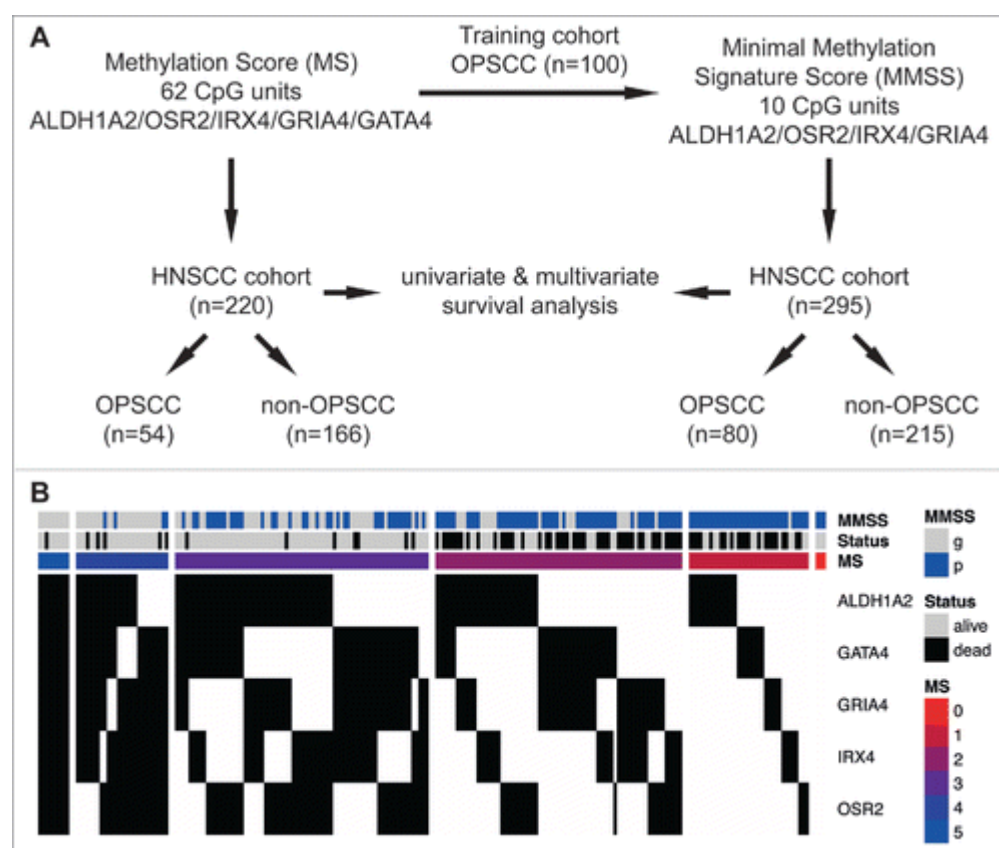 A
Methylation Score (MS)
62 CpG units
ALDH1A2/OSR2/IRX4/GRIA4/GATA4
Training cohort
OPSCC (n=100)
Minimal Methylation
Signature Score (MMSS)
10 CpG units
ALDH1A2/OSR2/IRX4/GRIA4
HNSCC cohort
(n=220)
univariate & multivariate
survival analysis
HNSCC cohort
(n=295)
OPSCC
(n=54)
non-OPSCC
(n=166)
OPSCC
(n=80)
non-OPSCC
(n=215)
B
MMSS
Status
MS
ALDH1A2
GATA4
GRIA4
IRX4
OSR2
MMSS
g
p
Status
alive
dead
MS
0
1
2
3
4
5